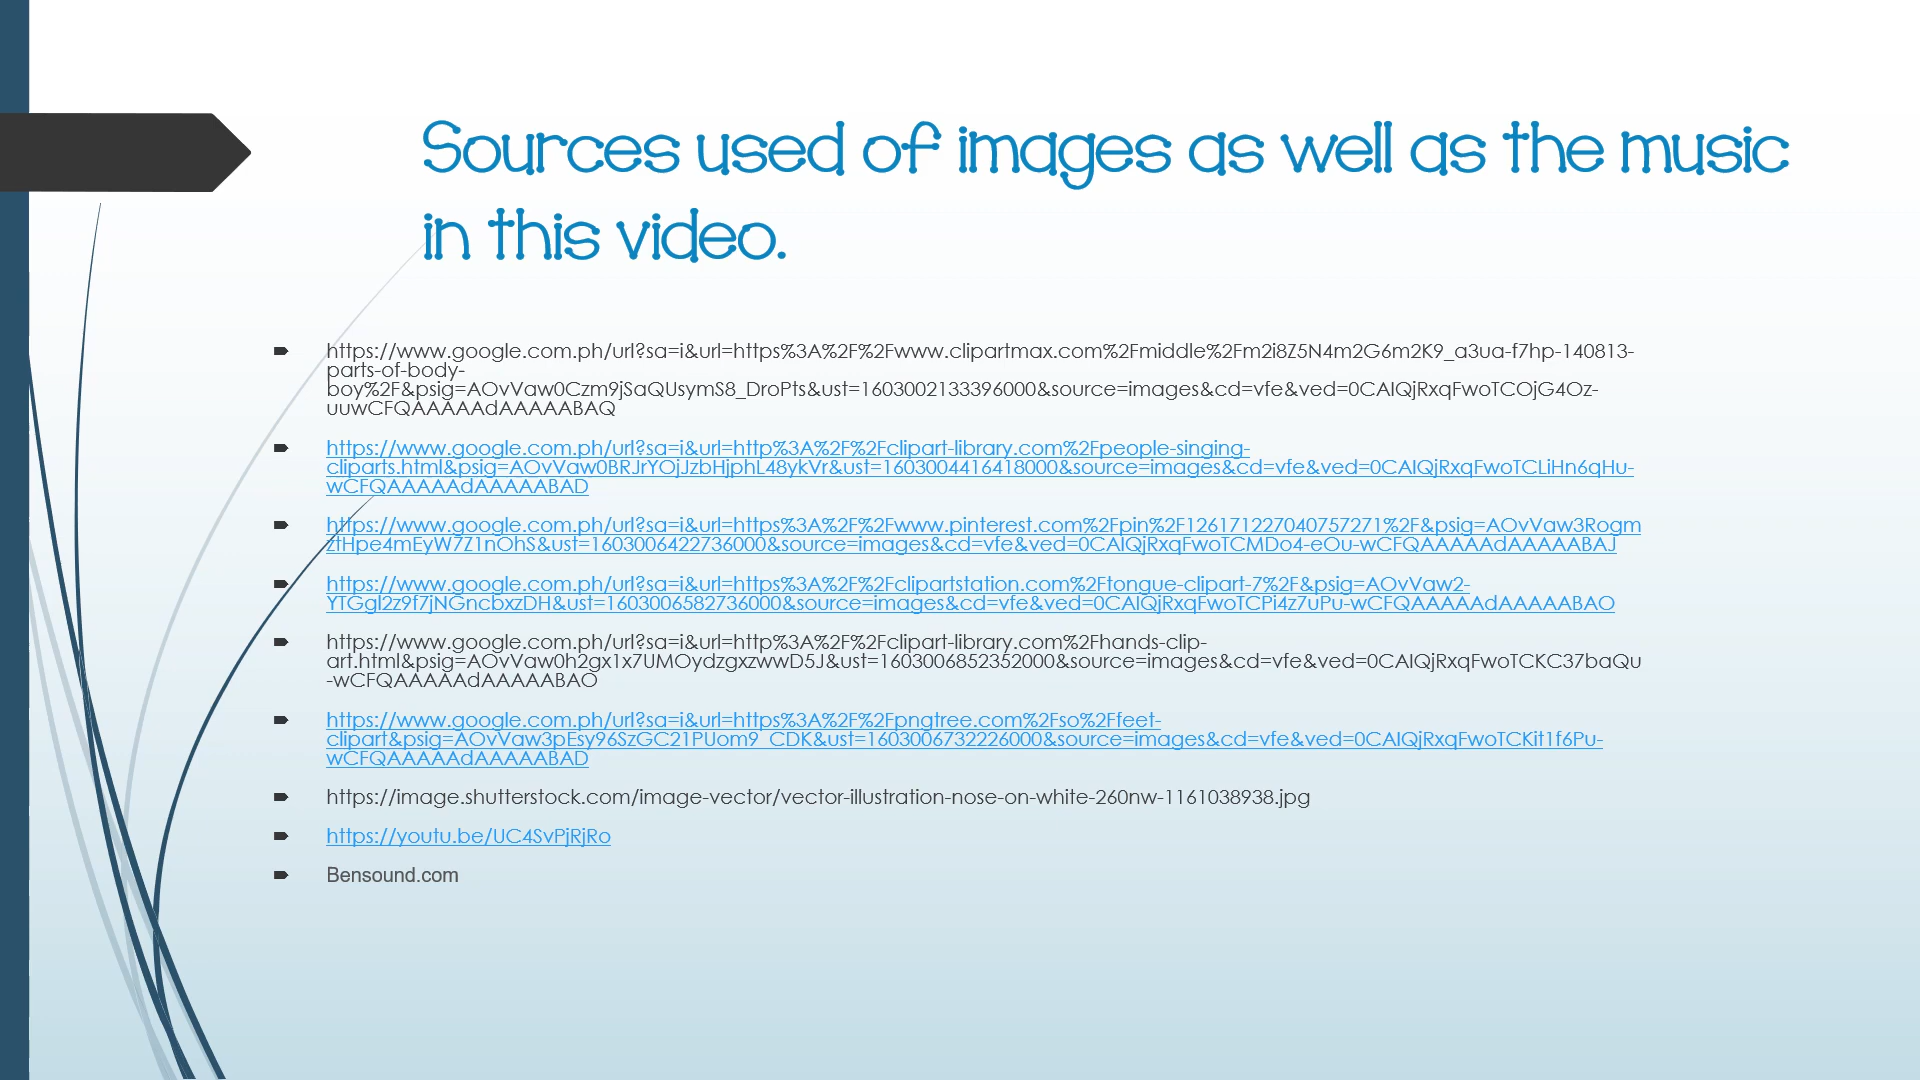 Sources used of images as well as the music
in this video.
https://www.google.com.ph/url?sa=i&url=https%3A%2F%2Fwww.clipartmax.com%2Fmiddle%2Fm2i8Z5N4m2G6m2K9_a3ua-f7hp-140813-
parts-of-body-
boy%2F&psig=AOvVaw0Czm9jSaQUsymS8_DroPts&ust=1603002133396000&source=images&cd=vfe&ved=0CAIQjRxqFwoTCOjG4Oz-
uuwCFQAAAAAdAAAAABAQ
https://www.google.com.ph/url?sa=i&url=http%3A%2F%2Fclipart-library.com%2Fpeople-singing-
cliparts.html&psig=AOvVaw0BRJrYOjJzbHjphL48ykVr&ust=1603004416418000&source=images&cd=vfe&ved=0CAIQjRxqFwoTCLiHn6qHu-
wCFQAAAAAdAAAAABAD
https://www.google.com.ph/url?sa=i&url=https%3A%2F%2Fwww.pinterest.com%2Fpin%2F126171227040757271%2F&psig=AOvVaw3Rogm
ztHpe4mEyW7Z1nOhS&ust=1603006422736000&source=images&cd=vfe&ved=0CAIQjRxqFwoTCMDo4-eOu-wCFQAAAAAdAAAAABAJ
https://www.google.com.ph/url?sa=i&url=https%3A%2F%2Fclipartstation.com%2Ftongue-clipart-7%2F&psig=AOvVaw2-
YTGgl2z9f7jNGncbxzDH&ust=1603006582736000&source=images&cd=vfe&ved=0CAIQjRxqFwoTCPi4z7uPu-wCFQAAAAAdAAAAABAO
https://www.google.com.ph/url?sa=i&url=http%3A%2F%2Fclipart-library.com%2Fhands-clip-
art.html&psig=AOvVaw0h2gx1x7UMOydzgxzwwD5J&ust=1603006852352000&source=images&cd=vfe&ved=0CAIQjRxqFwoTCKC37baQu
-wCFQAAAAAdAAAAABAO
https://www.google.com.ph/url?sa=i&url=https%3A%2F%2Fpngtree.com%2Fso%2Ffeet-
clipart&psig=AOvVaw3pEsy96SzGC21PUom9_CDK&ust=1603006732226000&source=images&cd=vfe&ved=0CAIQjRxqFwoTCKit1f6Pu-
wCFQAAAAAdAAAAABAD
https://image.shutterstock.com/image-vector/vector-illustration-nose-on-white-260nw-1161038938.jpg
https://youtu.be/UC4SvPjRjRo
Bensound.com